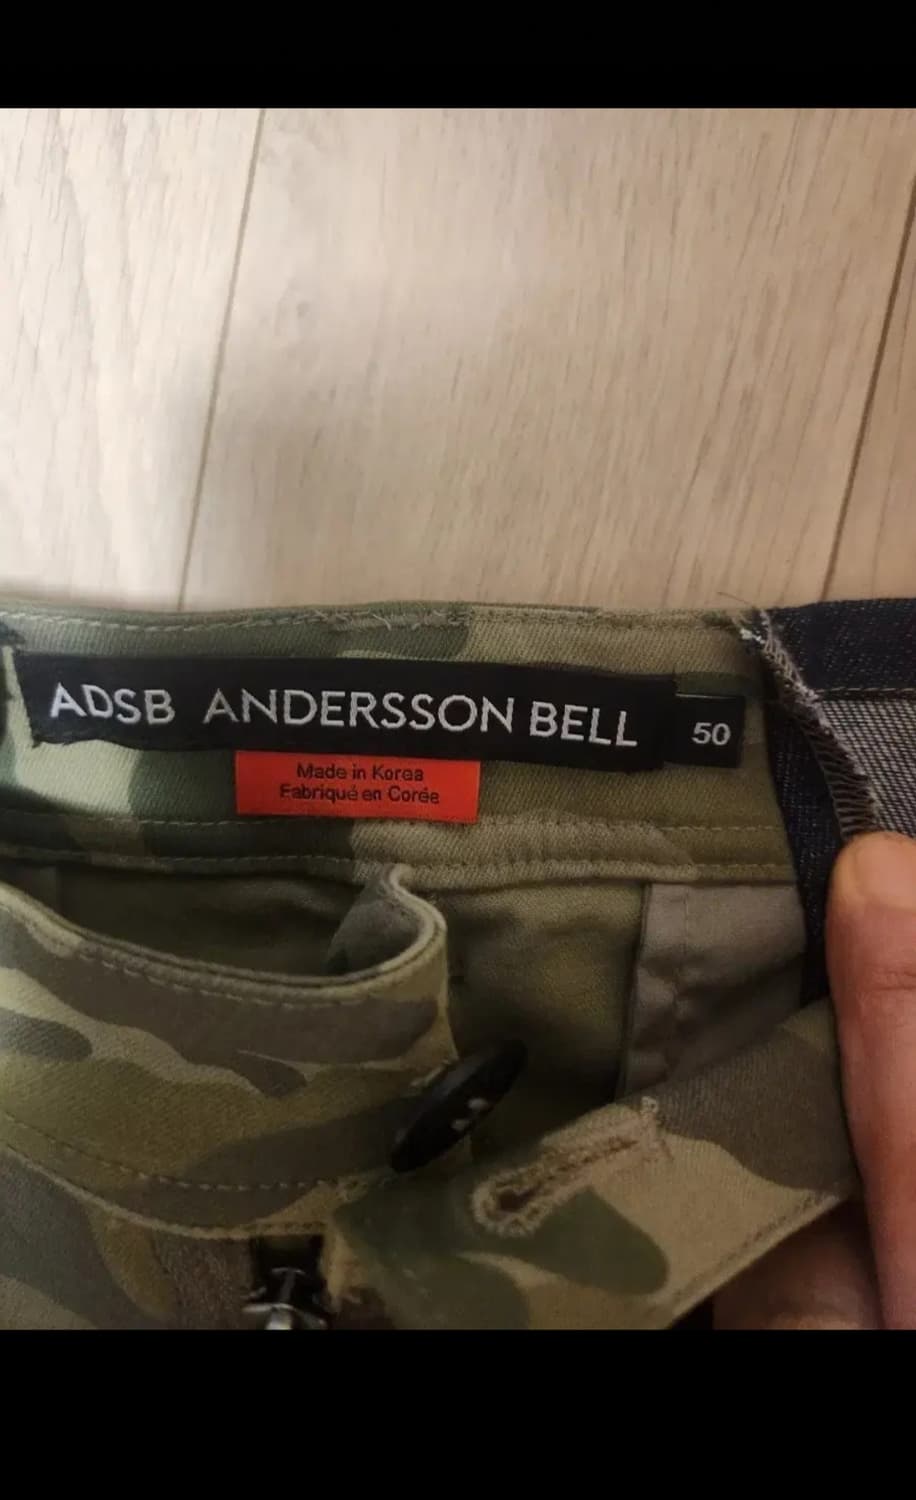 ADSB ANDERSSON BELL
50
Made in Korea
Fabriqué en Corée